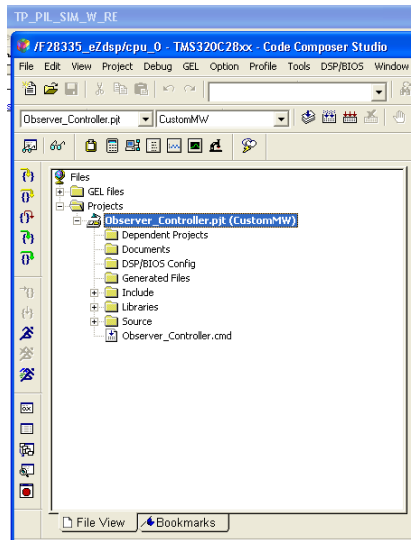 TP_PIL_SIM_W_RE
/F28335_eZdsp/cpu_0 - TMS320C28xx - Code Composer Studio
File Edit View Project Debug GEL Option Profile Tools DSP/BIOS Window
Observer_Controller.pjt CustomMW
Files
GEL files
Projects
Observer_Controller.pjt (CustomMW)
Dependent Projects
Documents
DSP/BIOS Config
Generated Files
Include
Libraries
Source
Observer_Controller.cmd
File View Bookmarks